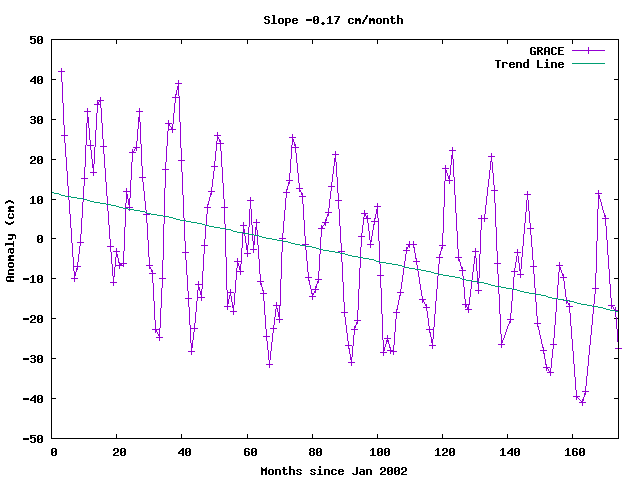 Slope -0.17 cm/month
GRACE
Trend Line
50
40
30
20
10
0
-10
-20
-30
-40
-50
Anomaly (cm)
0 20 40 60 80 100 120 140 160
Months since Jan 2002